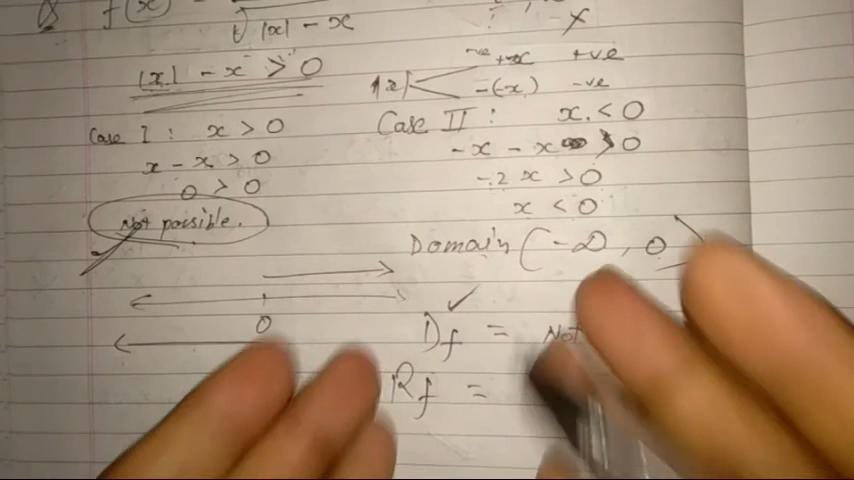 Q f(x) =
√|x| - x
|x| - x > 0
|x| +ve +x +ve
-(-x) -ve
Case I : x > 0
x - x > 0
0 > 0
Not possible.
Case II : x < 0
-x - x > 0
-2x > 0
x < 0
Domain (-∞, 0
0
Df = Not
Rf =